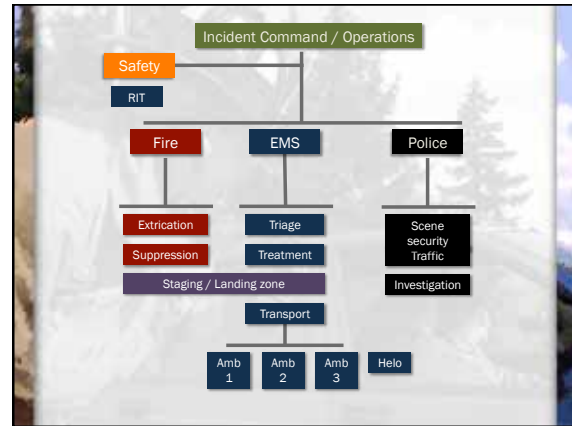 Incident Command / Operations
Safety
RIT
Fire
EMS
Police
Extrication
Triage
Scene
security
Traffic
Suppression
Treatment
Staging / Landing zone
Investigation
Transport
Amb
1
Amb
2
Amb
3
Helo